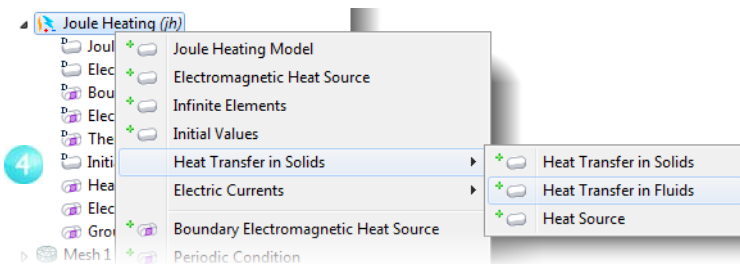 Joule Heating (jh)
Joul
Joule Heating Model
Elec
Electromagnetic Heat Source
Bou
Infinite Elements
Elec
Initial Values
The
4
Initi
Heat Transfer in Solids
Heat Transfer in Solids
Hea
Electric Currents
Heat Transfer in Fluids
Elec
Heat Source
Grou
Boundary Electromagnetic Heat Source
Mesh 1
Periodic Condition